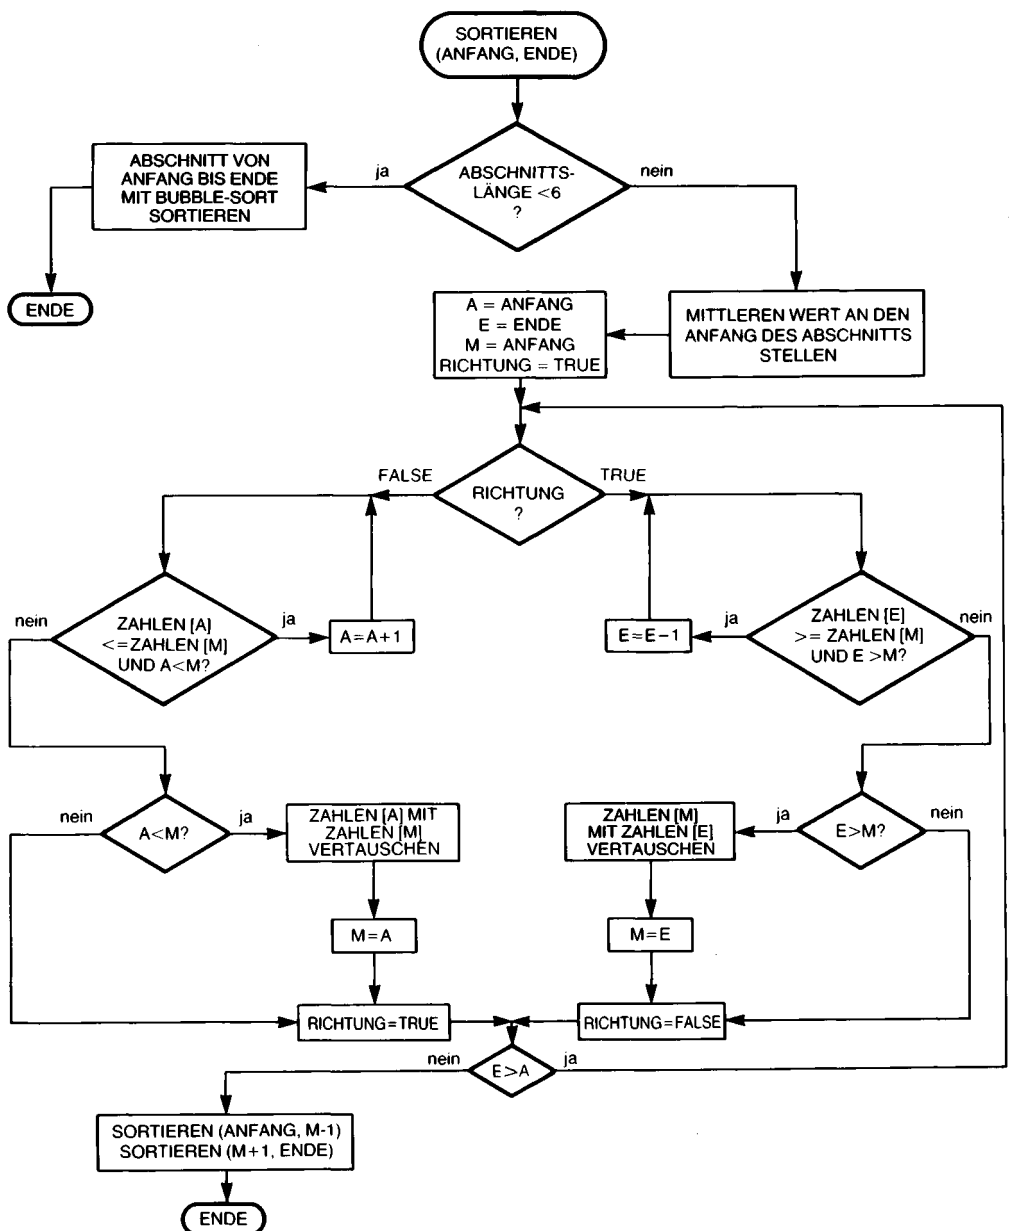 SORTIEREN
(ANFANG, ENDE)
ABSCHNITT VON
ANFANG BIS ENDE
MIT BUBBLE-SORT
SORTIEREN
ja
ABSCHNITTS-
LÄNGE <6
?
nein
ENDE
A = ANFANG
E = ENDE
M = ANFANG
RICHTUNG = TRUE
MITTLEREN WERT AN DEN
ANFANG DES ABSCHNITTS
STELLEN
FALSE
RICHTUNG
?
TRUE
nein
ZAHLEN [A]
<=ZAHLEN [M]
UND A<M?
ja
A=A+1
E=E-1
ja
ZAHLEN [E]
>= ZAHLEN [M]
UND E >M?
nein
nein
A<M?
ja
ZAHLEN [A] MIT
ZAHLEN [M]
VERTAUSCHEN
ZAHLEN [M]
MIT ZAHLEN [E]
VERTAUSCHEN
ja
E>M?
nein
M=A
M=E
RICHTUNG=TRUE
RICHTUNG=FALSE
nein
E>A
ja
SORTIEREN (ANFANG, M-1)
SORTIEREN (M+1, ENDE)
ENDE